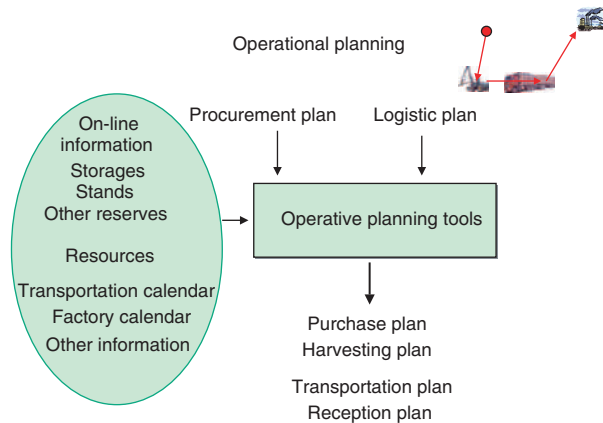 Operational planning
Procurement plan
Logistic plan
On-line
information
Storages
Stands
Other reserves
Resources
Transportation calendar
Factory calendar
Other information
Operative planning tools
Purchase plan
Harvesting plan
Transportation plan
Reception plan